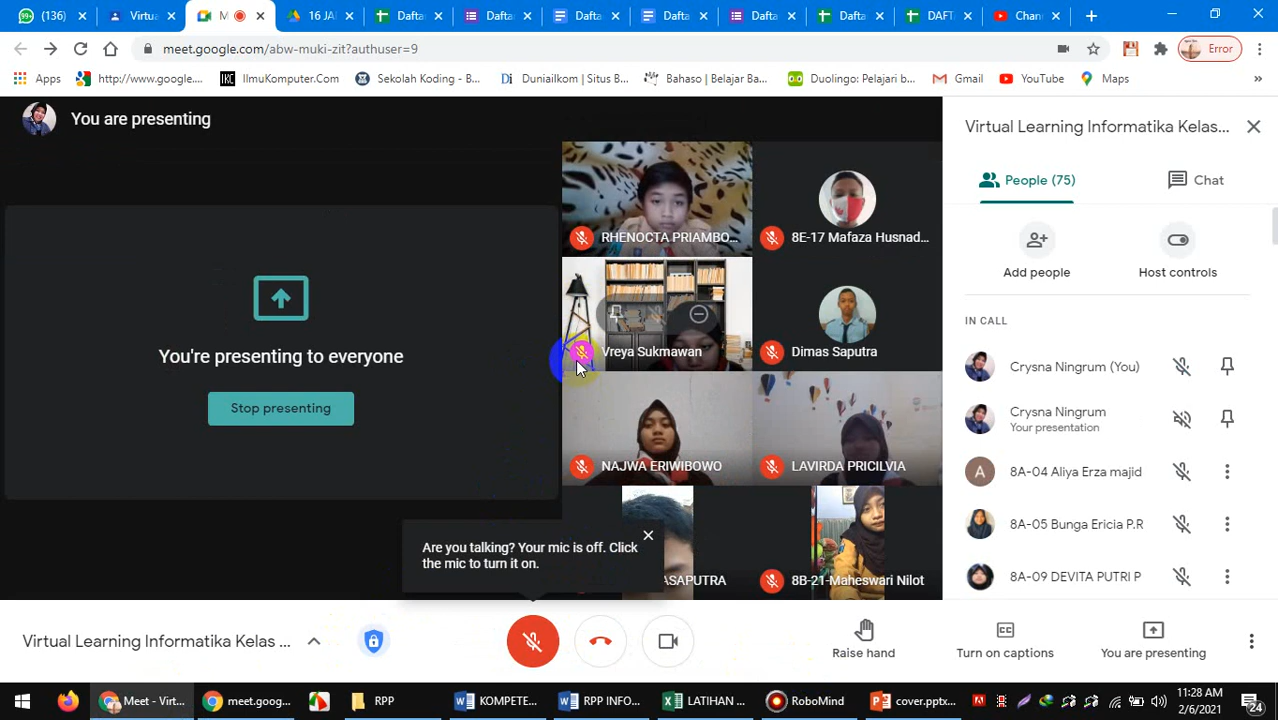 (136)
Virtu
M
16 JA
Dafta
Daftar
Dafta
Dafta
Dafta
DAFTA
Chan
meet.google.com/abw-muki-zit?authuser=9
Error
Apps
http://www.google....
IKC IlmuKomputer.Com
Sekolah Koding - B...
Di Duniailkom | Situs B...
Bahaso | Belajar Ba...
Duolingo: Pelajari b...
Gmail
YouTube
Maps
»
You are presenting
You're presenting to everyone
Stop presenting
RHENOCTA PRIAMBO...
8E-17 Mafaza Husnad...
Vreya Sukmawan
Dimas Saputra
NAJWA ERIWIBOWO
LAVIRDA PRICILVIA
ASAPUTRA
8B-21-Maheswari Nilot
Are you talking? Your mic is off. Click
the mic to turn it on.
Virtual Learning Informatika Kelas...
People (75)
Chat
Add people
Host controls
IN CALL
Crysna Ningrum (You)
Crysna Ningrum
Your presentation
A
8A-04 Aliya Erza majid
8A-05 Bunga Ericia P.R
8A-09 DEVITA PUTRI P
Virtual Learning Informatika Kelas ...
Raise hand
CC
Turn on captions
You are presenting
Meet - Virt...
meet.goog...
RPP
KOMPETE...
RPP INFO...
LATIHAN ...
RoboMind
cover.pptx...
11:28 AM
2/6/2021
24